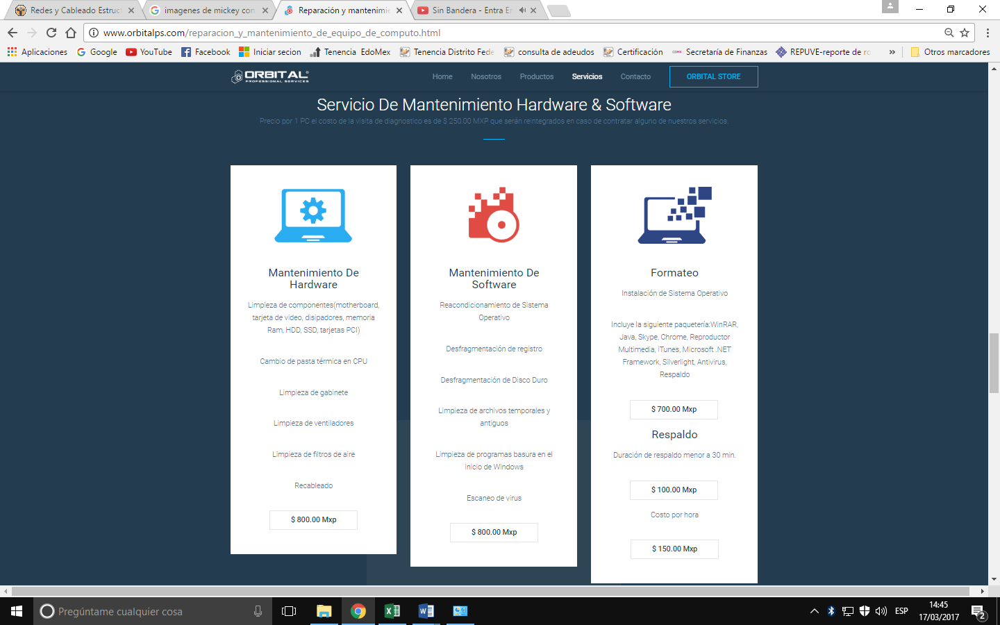 Redes y Cableado Estruct
imagenes de mickey con
Reparación y mantenimie
Sin Bandera - Entra En
www.orbitalps.com/reparacion_y_mantenimiento_de_equipo_de_computo.html
Aplicaciones
Google
YouTube
Facebook
Iniciar secion
Tenencia EdoMex
Tenencia Distrito Fede
consulta de adeudos
Certificación
Secretaría de Finanzas
REPUVE-reporte de ro
»
Otros marcadores
ORBITAL®
PROFESSIONAL SERVICES
Home
Nosotros
Productos
Servicios
Contacto
ORBITAL STORE
Servicio De Mantenimiento Hardware & Software
Precio por 1 PC el costo de la visita de diagnostico es de $ 250.00 MXP que serán reintegrados en caso de contratar alguno de nuestros servicios.
Mantenimiento De
Hardware
Limpieza de componentes(motherboard,
tarjeta de video, disipadores, memoria
Ram, HDD, SSD, tarjetas PCI)
Cambio de pasta térmica en CPU
Limpieza de gabinete
Limpieza de ventiladores
Limpieza de filtros de aire
Recableado
$ 800.00 Mxp
Mantenimiento De
Software
Reacondicionamiento de Sistema
Operativo
Desfragmentación de registro
Desfragmentación de Disco Duro
Limpieza de archivos temporales y
antiguos
Limpieza de programas basura en el
inicio de Windows
Escaneo de virus
$ 800.00 Mxp
Formateo
Instalación de Sistema Operativo
Incluye la siguiente paquetería:WinRAR,
Java, Skype, Chrome, Reproductor
Multimedia, iTunes, Microsoft .NET
Framework, Silverlight, Antivirus,
Respaldo
$ 700.00 Mxp
Respaldo
Duración de respaldo menor a 30 min.
$ 100.00 Mxp
Costo por hora
$ 150.00 Mxp
Pregúntame cualquier cosa
ESP
14:45
17/03/2017
2